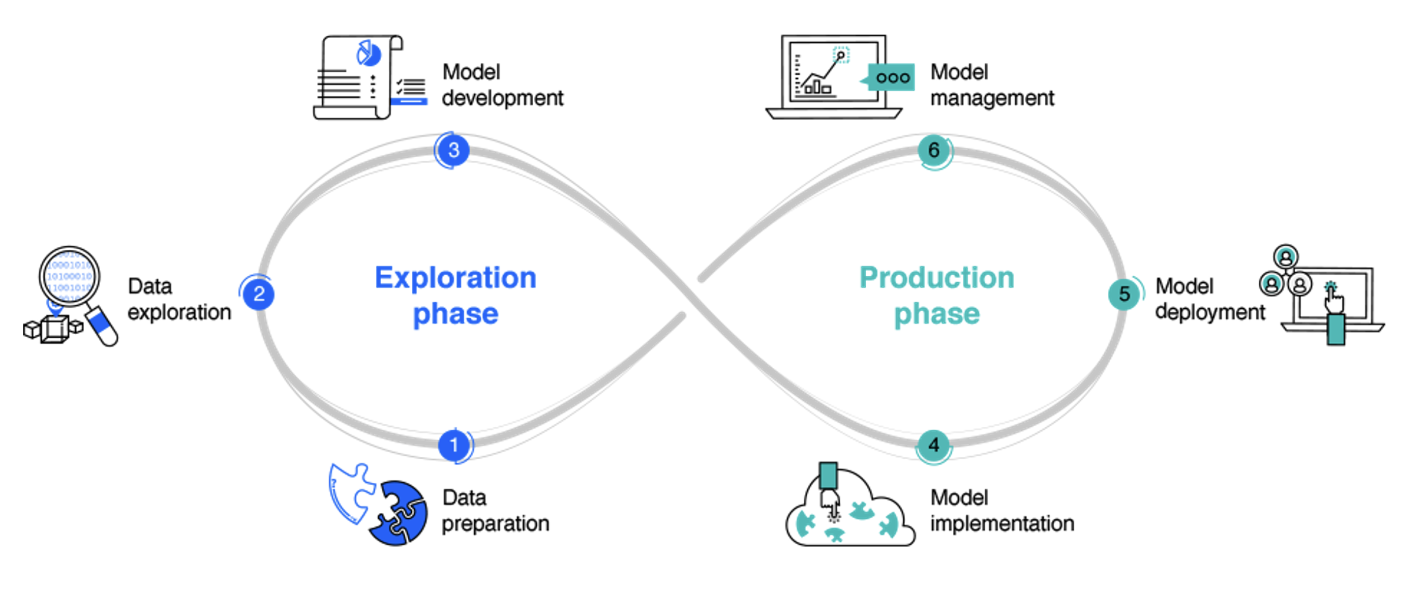 Model
development
3
Data
exploration
2
Exploration
phase
1
Data
preparation
Model
management
6
Production
phase
5
Model
deployment
4
Model
implementation